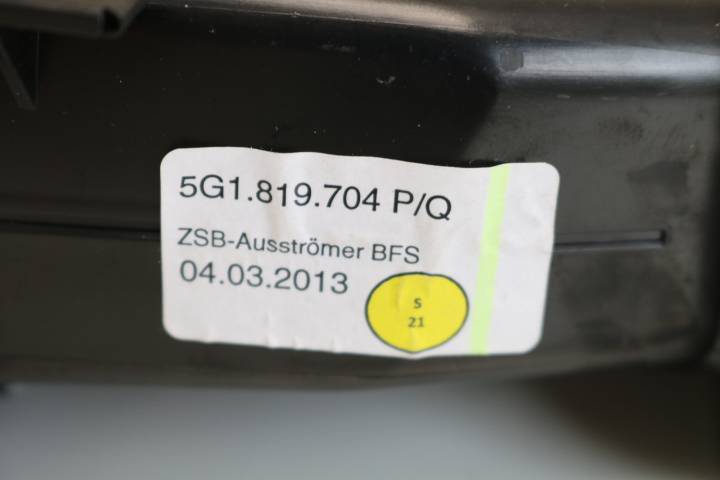 5G1.819.704 P/Q
ZSB-Ausströmer BFS
04.03.2013
S
21